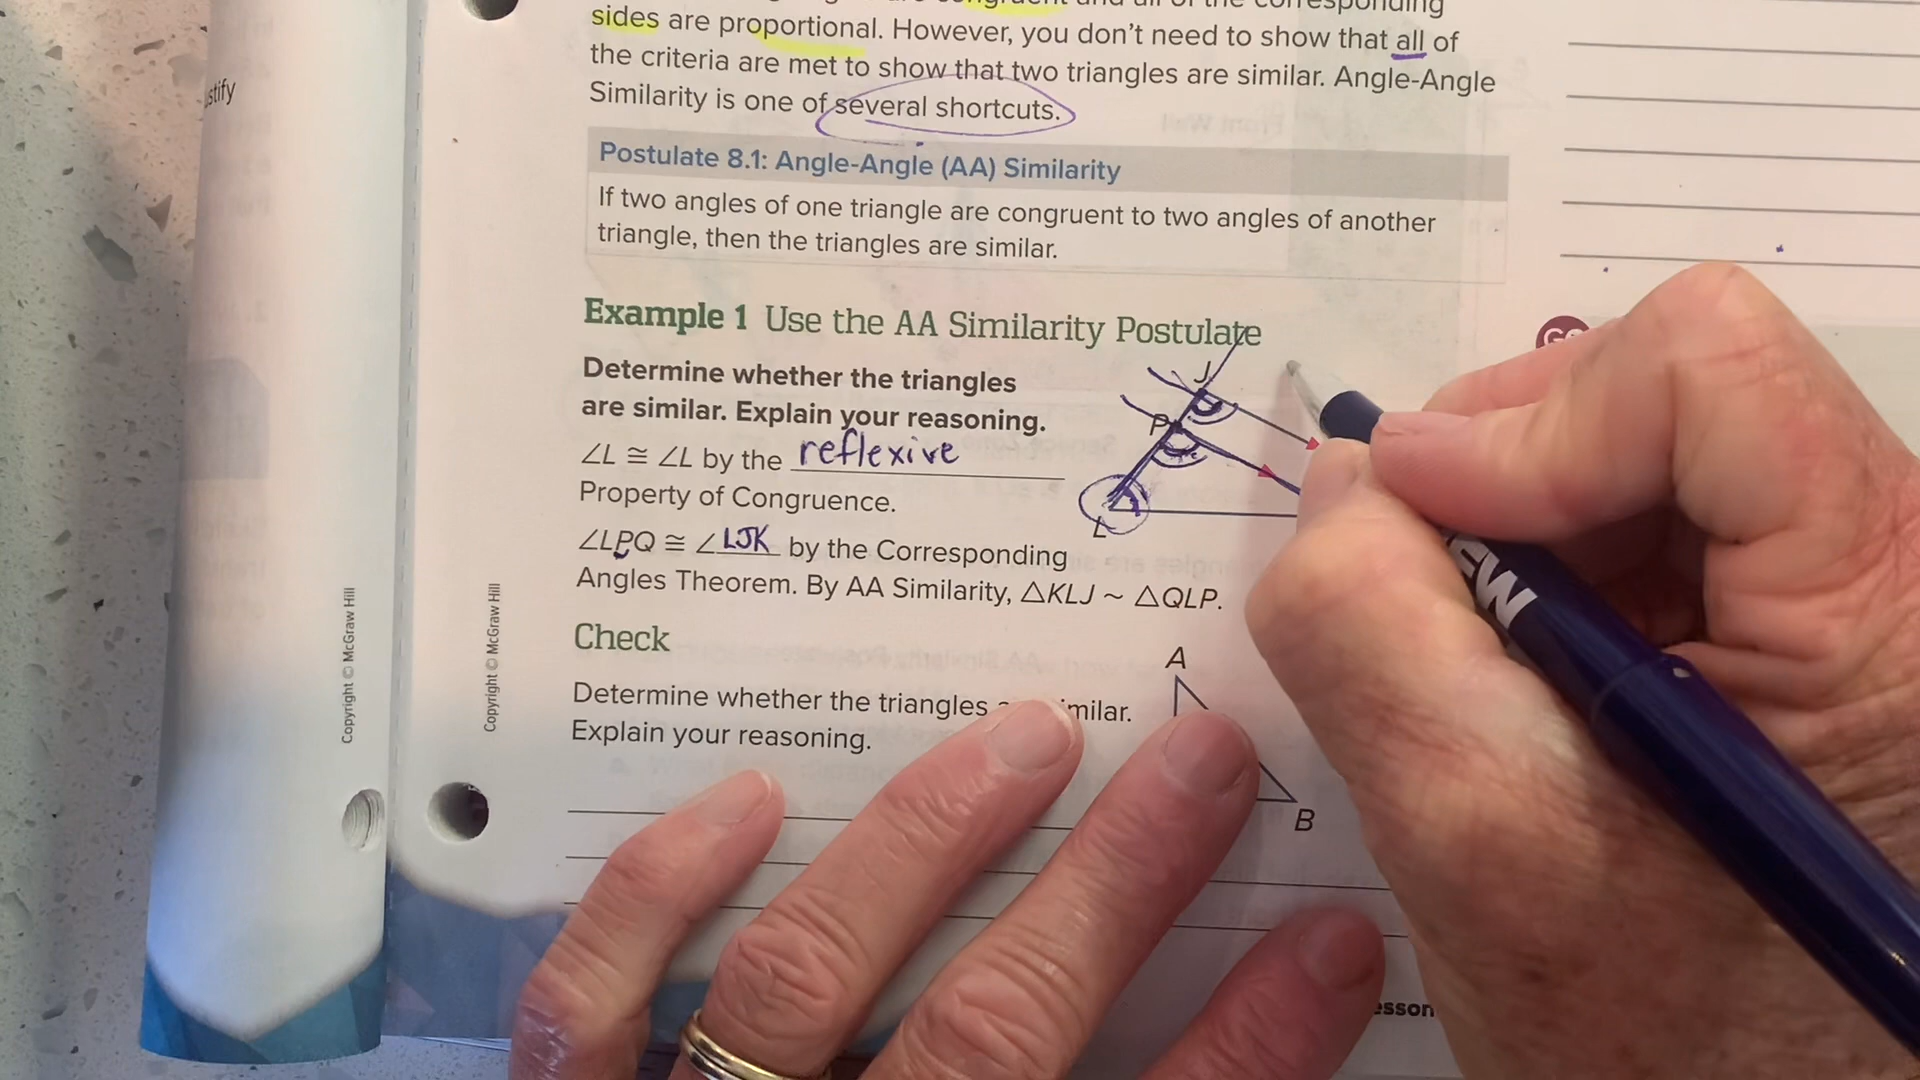 sides are proportional. However, you don't need to show that all of
the criteria are met to show that two triangles are similar. Angle-Angle
Similarity is one of several shortcuts.
Postulate 8.1: Angle-Angle (AA) Similarity
If two angles of one triangle are congruent to two angles of another
triangle, then the triangles are similar.
Example 1 Use the AA Similarity Postulate
Determine whether the triangles
are similar. Explain your reasoning.
∠L ≅ ∠L by the reflexive
Property of Congruence.
∠LPQ ≅ ∠LJK by the Corresponding
Angles Theorem. By AA Similarity, △KLJ ~ △QLP.
J
P
L
Check
Determine whether the triangles
Explain your reasoning.
A
B
Copyright © McGraw Hill
Copyright © McGraw Hill